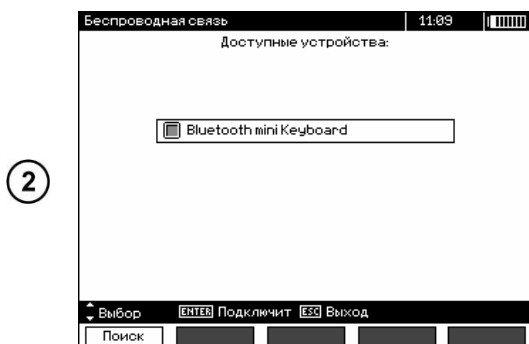 Беспроводная связь 11:09
Доступные устройства:
Bluetooth mini Keyboard
2
Выбор ENTER Подключит ESC Выход
Поиск